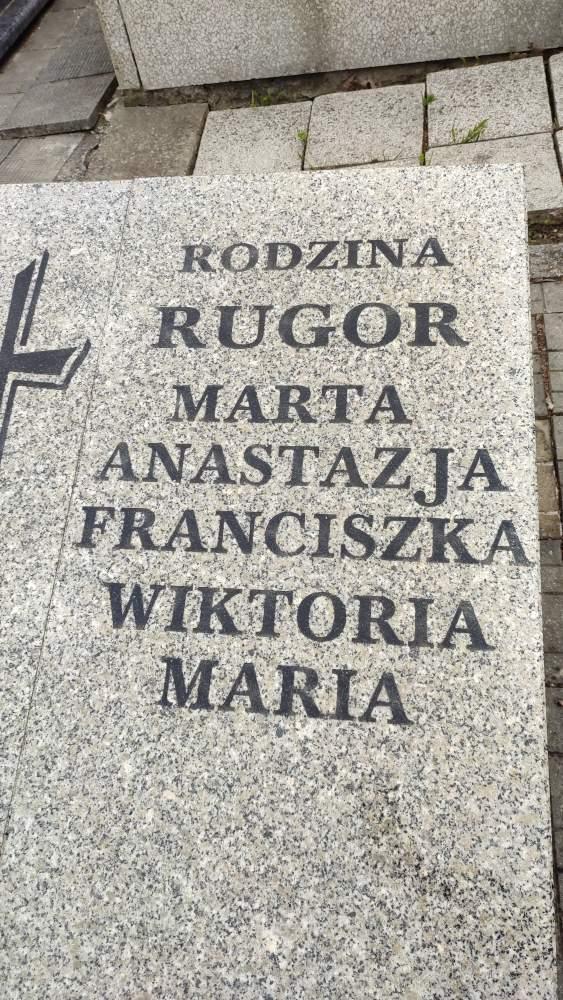 RODZINA
RUGOR
MARTA
ANASTAZJA
FRANCISZKA
WIKTORIA
MARIA